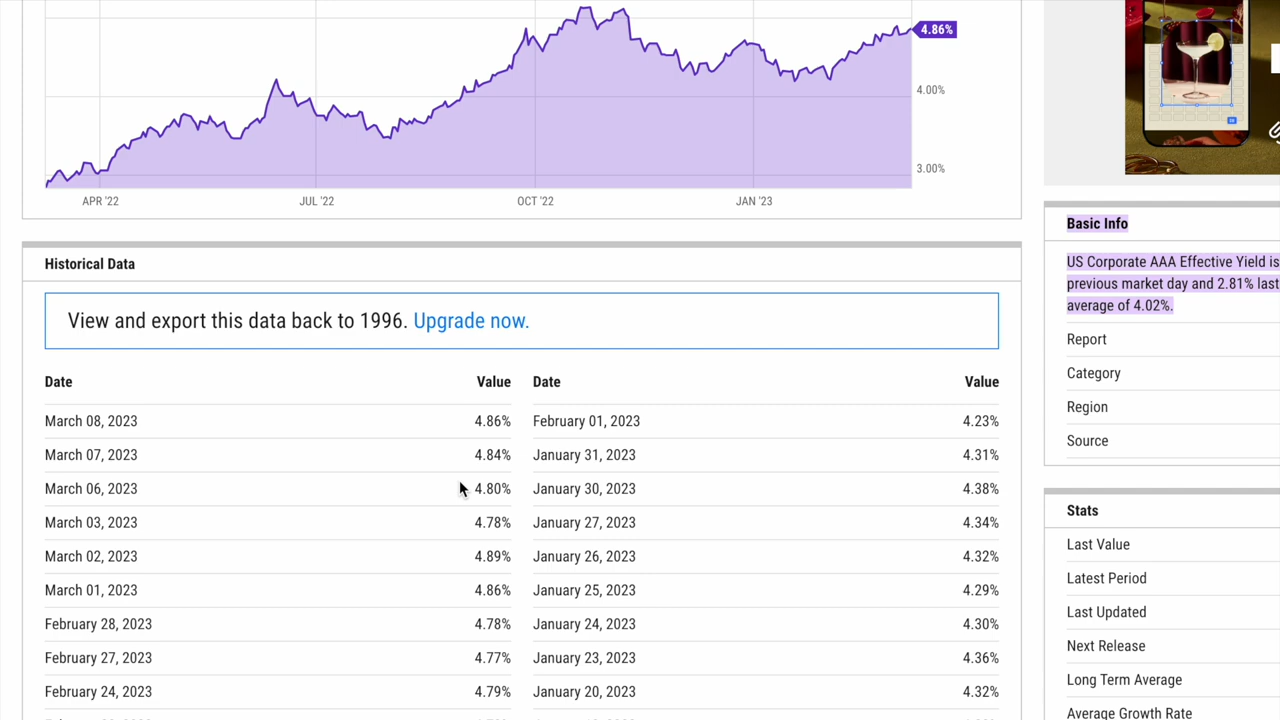 4.86%
4.00%
3.00%
APR '22 JUL '22 OCT '22 JAN '23
Historical Data
View and export this data back to 1996. Upgrade now.
Date Value Date Value
March 08, 2023 4.86% February 01, 2023 4.23%
March 07, 2023 4.84% January 31, 2023 4.31%
March 06, 2023 4.80% January 30, 2023 4.38%
March 03, 2023 4.78% January 27, 2023 4.34%
March 02, 2023 4.89% January 26, 2023 4.32%
March 01, 2023 4.86% January 25, 2023 4.29%
February 28, 2023 4.78% January 24, 2023 4.30%
February 27, 2023 4.77% January 23, 2023 4.36%
February 24, 2023 4.79% January 20, 2023 4.32%
Basic Info
US Corporate AAA Effective Yield is
previous market day and 2.81% last
average of 4.02%.
Report
Category
Region
Source
Stats
Last Value
Latest Period
Last Updated
Next Release
Long Term Average
Average Growth Rate